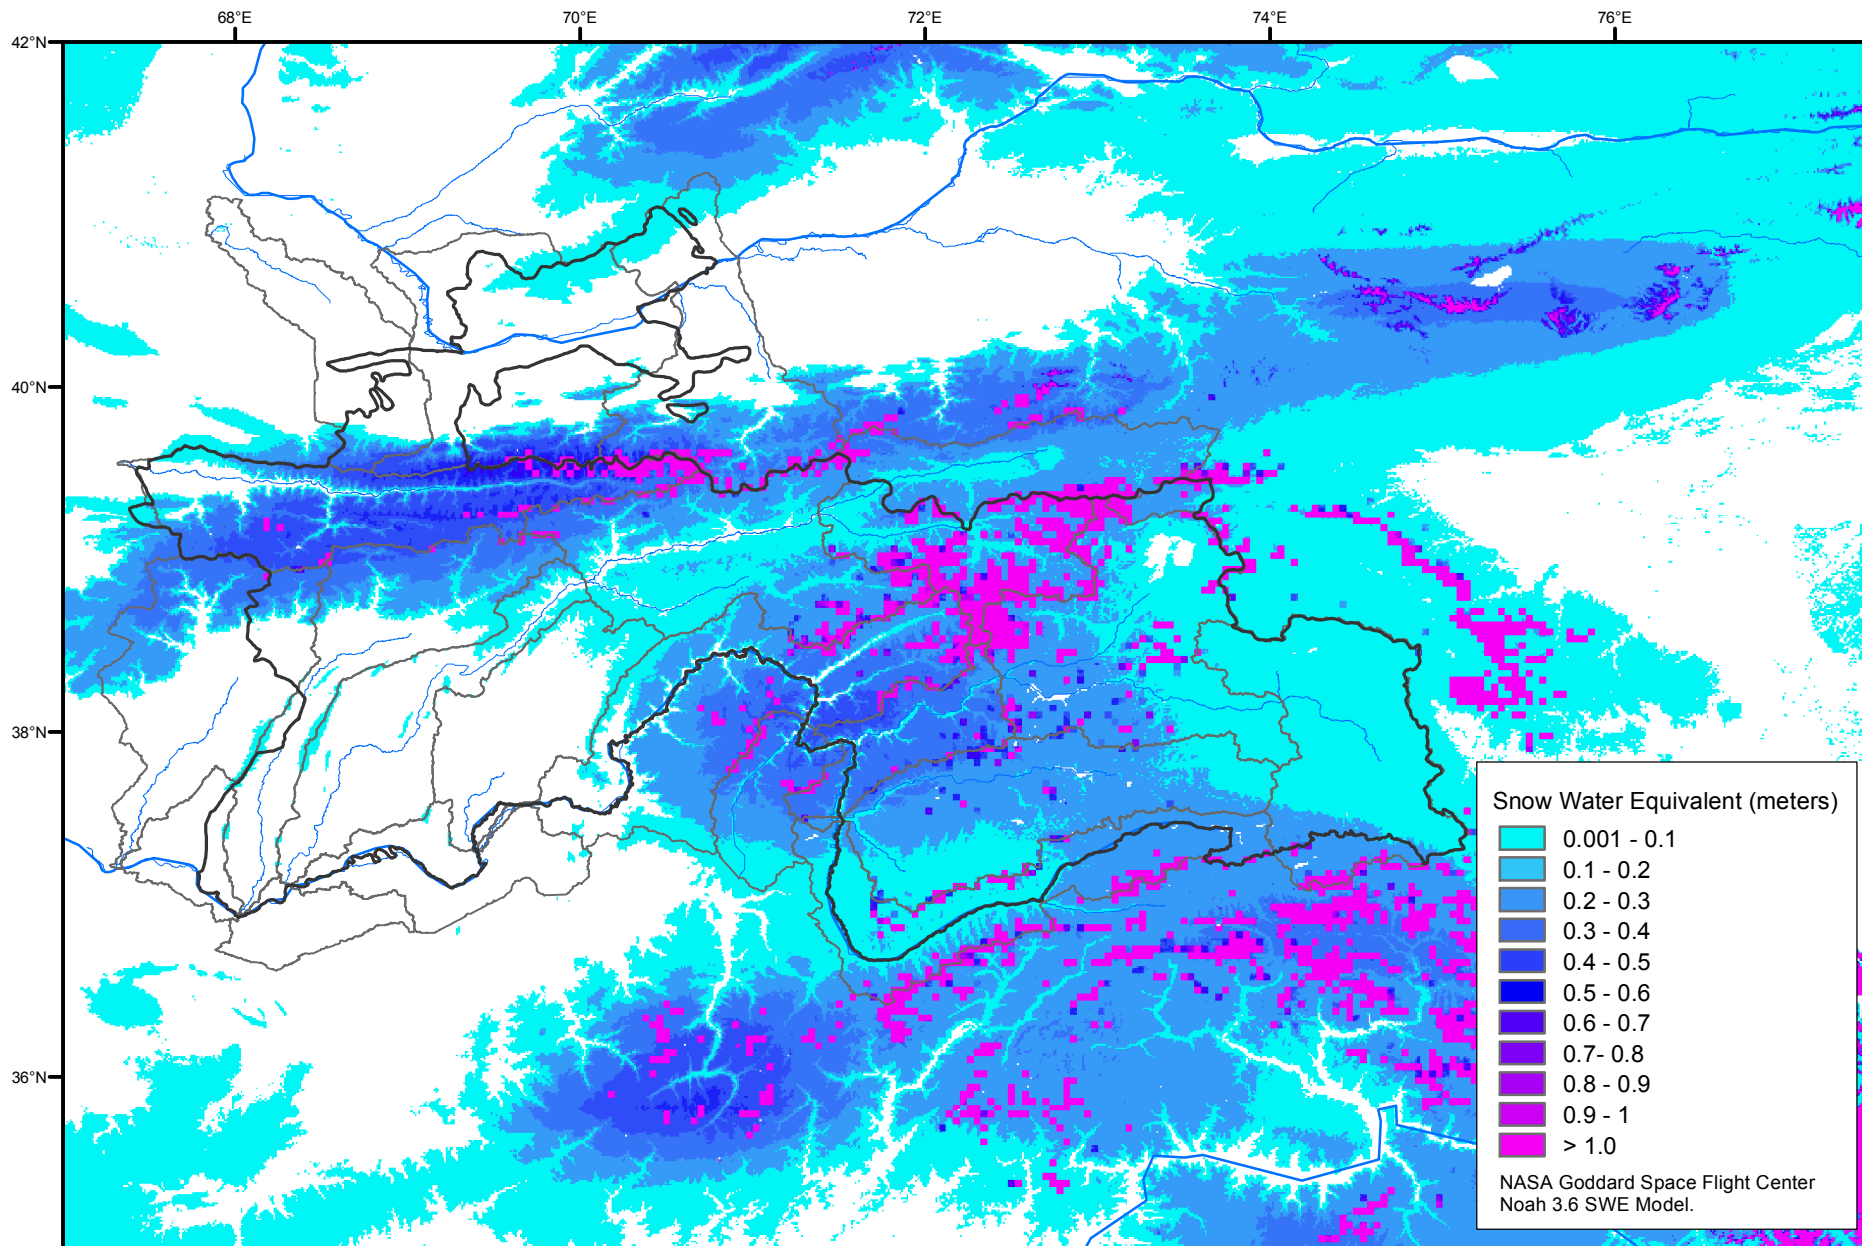 68°E 70°E 72°E 74°E 76°E
42°N
40°N
38°N
36°N
Snow Water Equivalent (meters)
0.001 - 0.1
0.1 - 0.2
0.2 - 0.3
0.3 - 0.4
0.4 - 0.5
0.5 - 0.6
0.6 - 0.7
0.7- 0.8
0.8 - 0.9
0.9 - 1
> 1.0
NASA Goddard Space Flight Center
Noah 3.6 SWE Model.